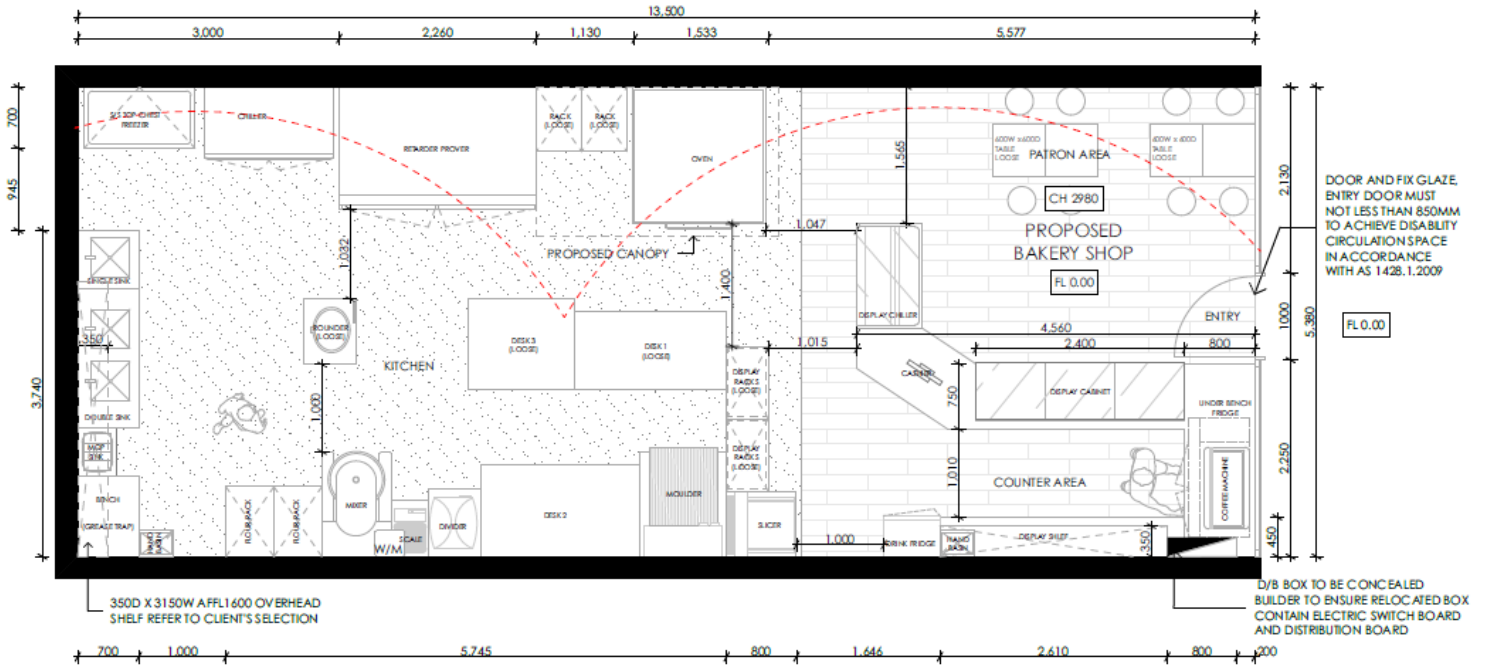 13,500
3,000
2,260
1,130
1,533
5,577
700
945
3,740
350
CHILLER
FREEZER
RETARDER PROVER
RACK
(LOOSE)
RACK
(LOOSE)
OVEN
1,565
600W x 600D
TABLE
LOOSE
PATRON AREA
600W x 600D
TABLE
LOOSE
CH 2980
PROPOSED
BAKERY SHOP
FL 0.00
2,130
DOOR AND FIX GLAZE,
ENTRY DOOR MUST
NOT LESS THAN 850MM
TO ACHIEVE DISABILITY
CIRCULATION SPACE
IN ACCORDANCE
WITH AS 1428.1.2009
1,047
1,032
PROPOSED CANOPY
1,400
SINGLE SINK
ROUNDER
(LOOSE)
DESK 3
(LOOSE)
DESK 1
(LOOSE)
KITCHEN
DISPLAY CHILLER
ENTRY
1000
5,380
FL 0.00
4,560
2,400
800
1,015
CASHIER
DISPLAY
RACKS
(LOOSE)
DISPLAY CABINET
750
UNDER BENCH
FRIDGE
1,000
DOUBLE SINK
MOP
SINK
DISPLAY
RACKS
(LOOSE)
BENCH
(GREASE TRAP)
HAND
BASIN
FLOUR RACK
FLOUR RACK
MIXER
SCALE
W/M
DIVIDER
DESK 2
MOULDER
SLICER
1,010
COUNTER AREA
COFFEE MACHINE
2,250
450
1,000
DRINK FRIDGE
HAND
BASIN
DISPLAY SHELF
350
350D X 3150W AFFL1600 OVERHEAD
SHELF REFER TO CLIENT'S SELECTION
D/B BOX TO BE CONCEALED
BUILDER TO ENSURE RELOCATED BOX
CONTAIN ELECTRIC SWITCH BOARD
AND DISTRIBUTION BOARD
700
1,000
5,745
800
1,646
2,610
800
200